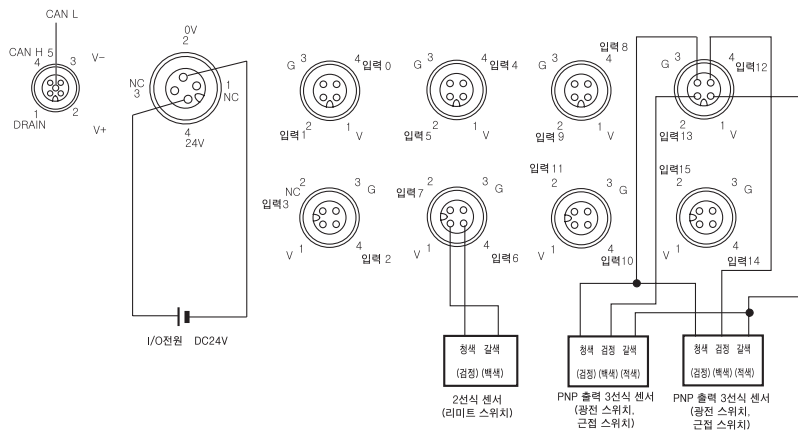 CAN L
CAN H 5
4
3
V-
1
2
DRAIN
V+
0V
2
NC
3
1
NC
4
24V
G 3
4 입력 0
입력1
2
1
V
G 3
4 입력 4
입력5
2
1
V
입력 8
G 3
4
입력 9
2
1
V
3
G
4
입력12
2
입력13
1
V
NC 2
3
G
입력3
V
1
4
입력 2
입력7
2
3
G
V
1
4
입력6
입력 11
2
3
G
V
1
4
입력10
입력15
2
3
G
V
1
4
입력14
I/O전원 DC24V
청색 갈색
(검정) (백색)
2선식 센서
(리미트 스위치)
청색 검정 갈색
(검정) (백색) (적색)
PNP 출력 3선식 센서
(광전 스위치,
근접 스위치)
청색 검정 갈색
(검정) (백색) (적색)
PNP 출력 3선식 센서
(광전 스위치,
근접 스위치)